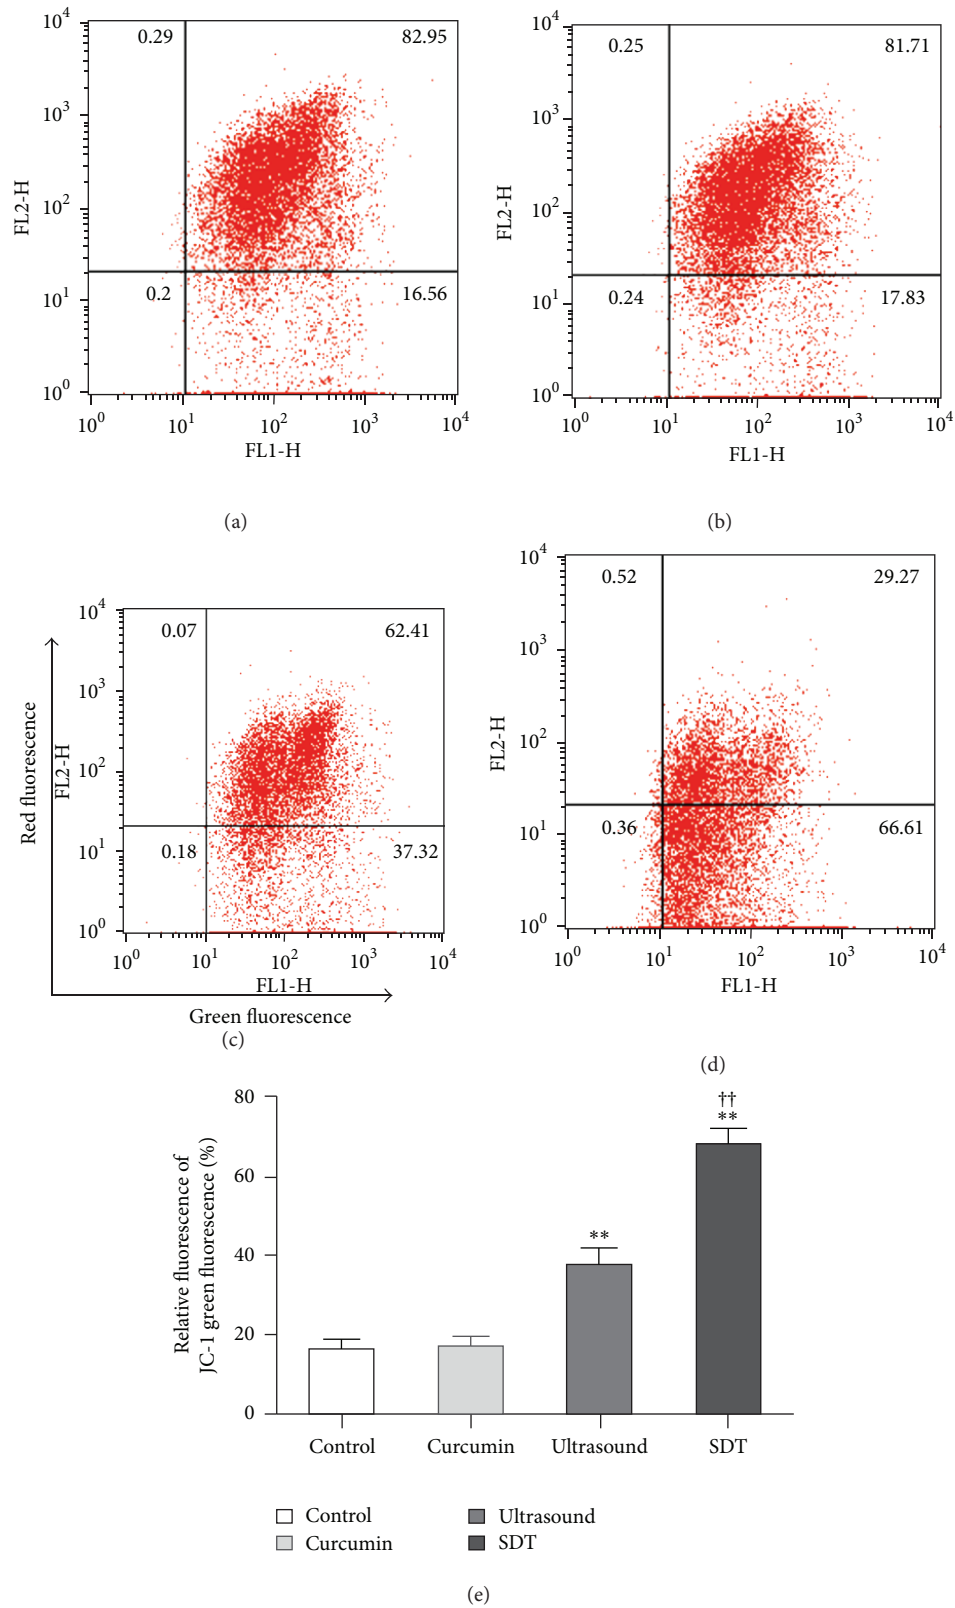 10^4
0.29
82.95
10^3
FL2-H
10^2
0.2
16.56
10^1
10^0
10^0 10^1 10^2 10^3 10^4
FL1-H
(a)
10^4
0.25
81.71
10^3
FL2-H
10^2
0.24
17.83
10^1
10^0
10^0 10^1 10^2 10^3 10^4
FL1-H
(b)
10^4
0.07
62.41
10^3
Red fluorescence
FL2-H
10^2
10^1
0.18
37.32
10^0
10^0 10^1 10^2 10^3 10^4
FL1-H
Green fluorescence
(c)
10^4
0.52
29.27
10^3
FL2-H
10^2
0.36
66.61
10^1
10^0
10^0 10^1 10^2 10^3 10^4
FL1-H
(d)
80
60
40
20
0
Relative fluorescence of
JC-1 green fluorescence (%)
**
††
**
Control Curcumin Ultrasound SDT
Control
Curcumin
Ultrasound
SDT
(e)